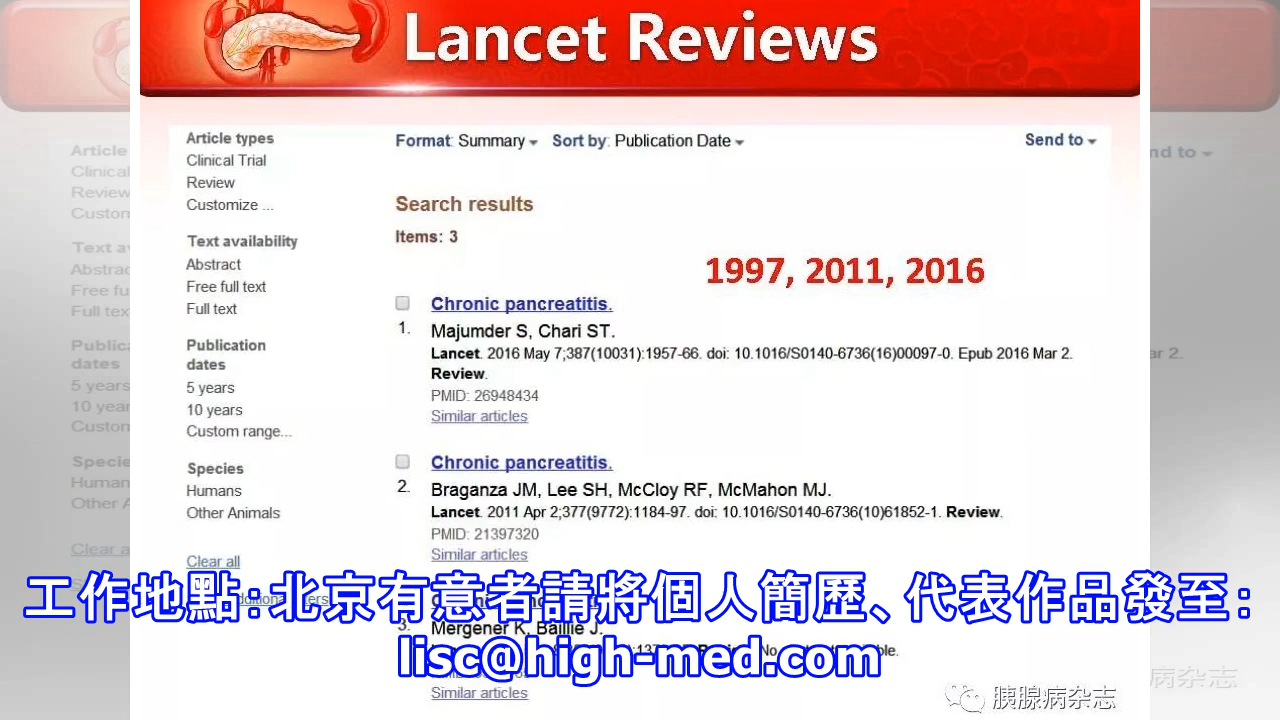 Lancet Reviews
Article types
Clinical Trial
Review
Customize ...
Text availability
Abstract
Free full text
Full text
Publication
dates
5 years
10 years
Custom range...
Species
Humans
Other Animals
Clear all
Format: Summary Sort by: Publication Date
Send to
Search results
Items: 3
1997, 2011, 2016
Chronic pancreatitis.
1. Majumder S, Chari ST.
Lancet. 2016 May 7;387(10031):1957-66. doi: 10.1016/S0140-6736(16)00097-0. Epub 2016 Mar 2.
Review.
PMID: 26948434
Similar articles
Chronic pancreatitis.
2. Braganza JM, Lee SH, McCloy RF, McMahon MJ.
Lancet. 2011 Apr 2;377(9772):1184-97. doi: 10.1016/S0140-6736(10)61852-1. Review.
PMID: 21397320
Similar articles
3. Mergener K, Baillie J.
Similar articles
工作地點:北京有意者請將個人簡歷、代表作品發至:
lisc@high-med.com
胰腺病杂志